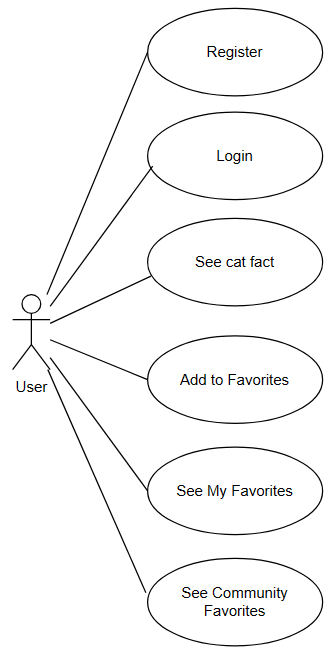 Register
Login
See cat fact
User
Add to Favorites
See My Favorites
See Community
Favorites